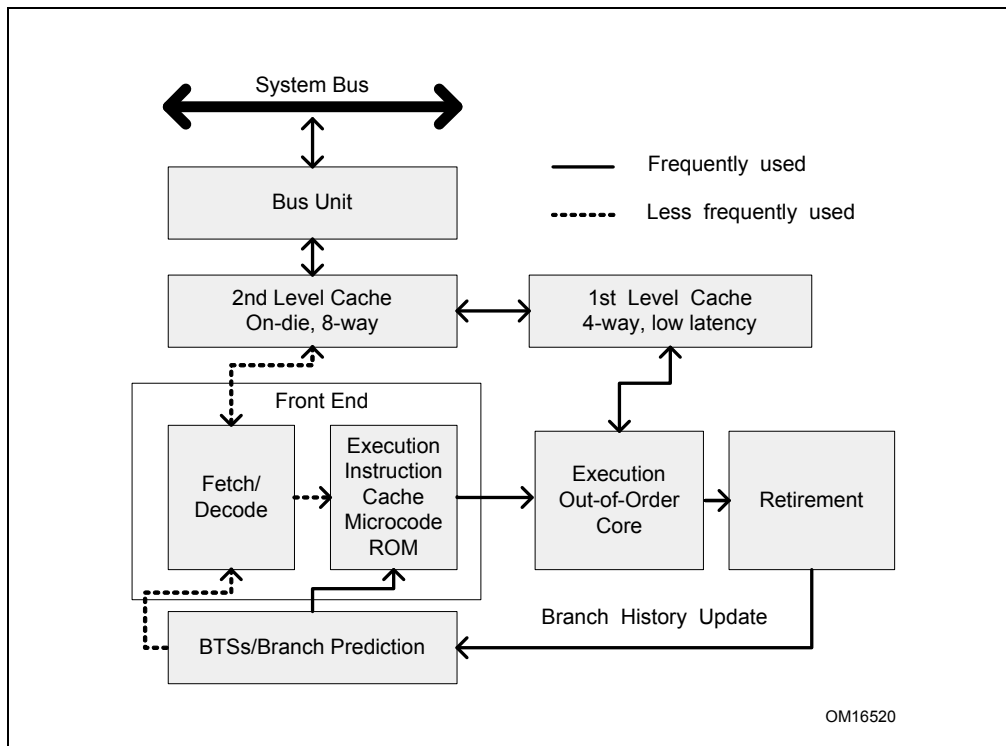 System Bus
Frequently used
Bus Unit
Less frequently used
2nd Level Cache
On-die, 8-way
1st Level Cache
4-way, low latency
Front End
Fetch/
Decode
Execution
Instruction
Cache
Microcode
ROM
Execution
Out-of-Order
Core
Retirement
Branch History Update
BTSs/Branch Prediction
OM16520